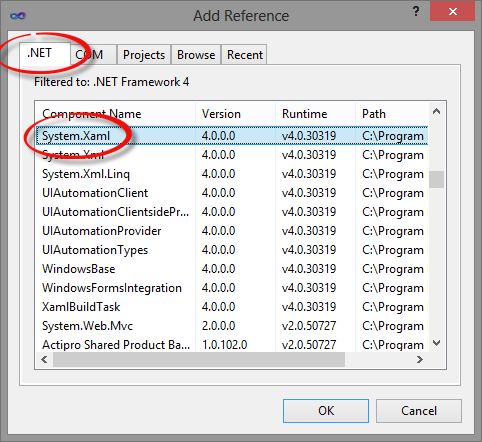 Add Reference
.NET COM Projects Browse Recent
Filtered to: .NET Framework 4
Component Name Version Runtime Path
System.Xaml 4.0.0.0 v4.0.30319 C:\Program
System.Xml 4.0.0.0 v4.0.30319 C:\Program
System.Xml.Linq 4.0.0.0 v4.0.30319 C:\Program
UIAutomationClient 4.0.0.0 v4.0.30319 C:\Program
UIAutomationClientsidePr... 4.0.0.0 v4.0.30319 C:\Program
UIAutomationProvider 4.0.0.0 v4.0.30319 C:\Program
UIAutomationTypes 4.0.0.0 v4.0.30319 C:\Program
WindowsBase 4.0.0.0 v4.0.30319 C:\Program
WindowsFormsIntegration 4.0.0.0 v4.0.30319 C:\Program
XamlBuildTask 4.0.0.0 v4.0.30319 C:\Program
System.Web.Mvc 2.0.0.0 v2.0.50727 C:\Program
Actipro Shared Product Ba... 1.0.102.0 v2.0.50727 C:\Program
OK Cancel